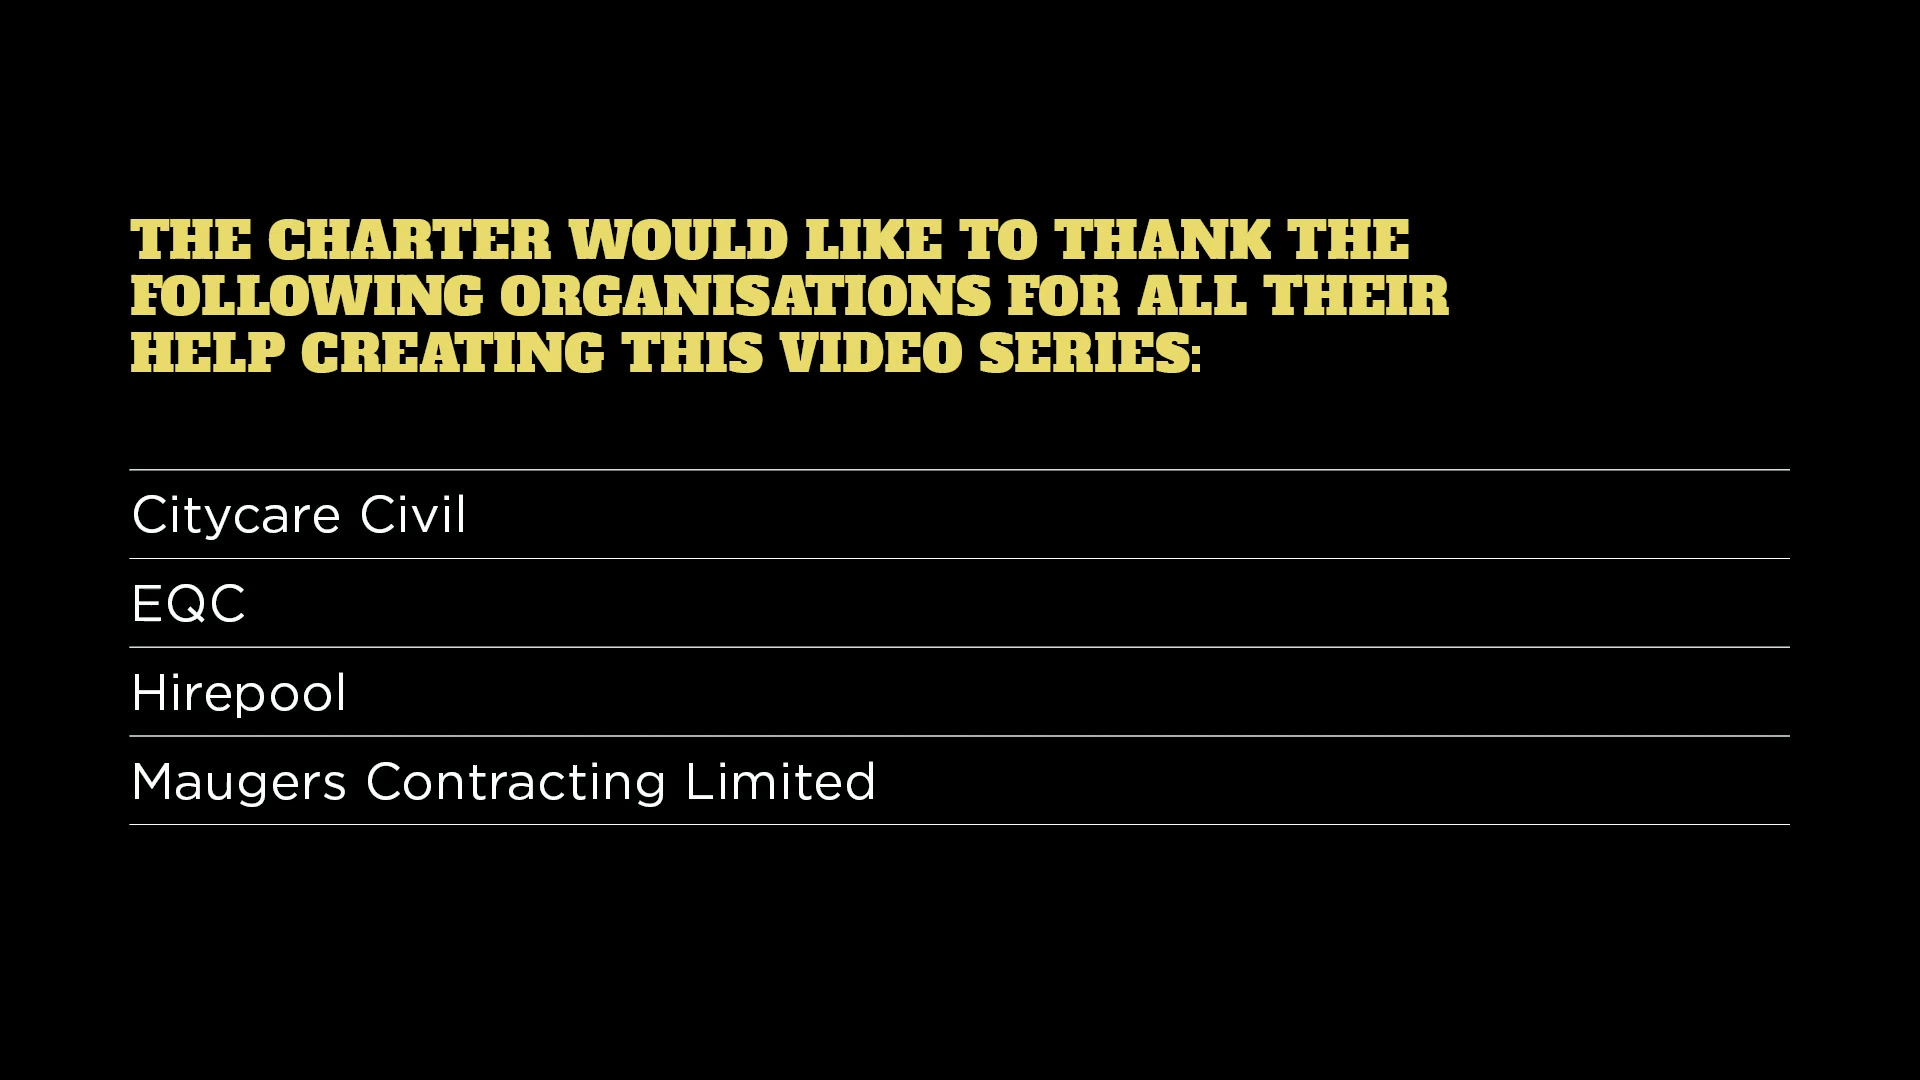 THE CHARTER WOULD LIKE TO THANK THE
FOLLOWING ORGANISATIONS FOR ALL THEIR
HELP CREATING THIS VIDEO SERIES:
Citycare Civil
EQC
Hirepool
Maugers Contracting Limited